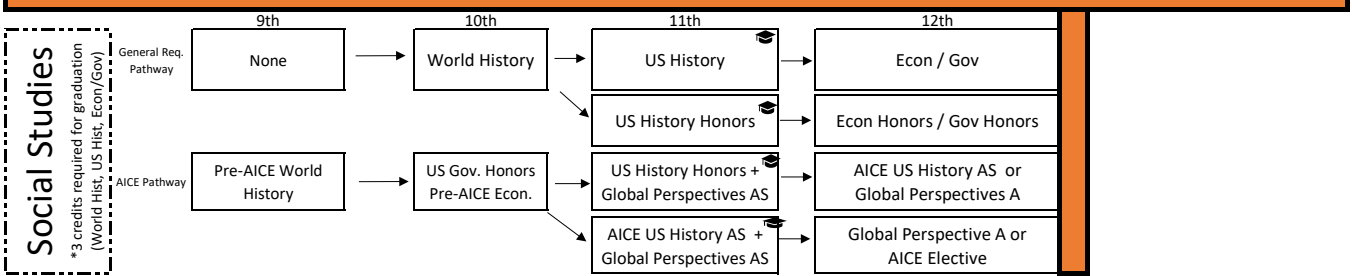 9th
10th
11th
12th
Social Studies
*3 credits required for graduation
(World Hist, US Hist, Econ/Gov)
General Req.
Pathway
None
World History
US History
Econ / Gov
US History Honors
Econ Honors / Gov Honors
AICE Pathway
Pre-AICE World
History
US Gov. Honors
Pre-AICE Econ.
US History Honors +
Global Perspectives AS
AICE US History AS or
Global Perspectives A
AICE US History AS +
Global Perspectives AS
Global Perspective A or
AICE Elective